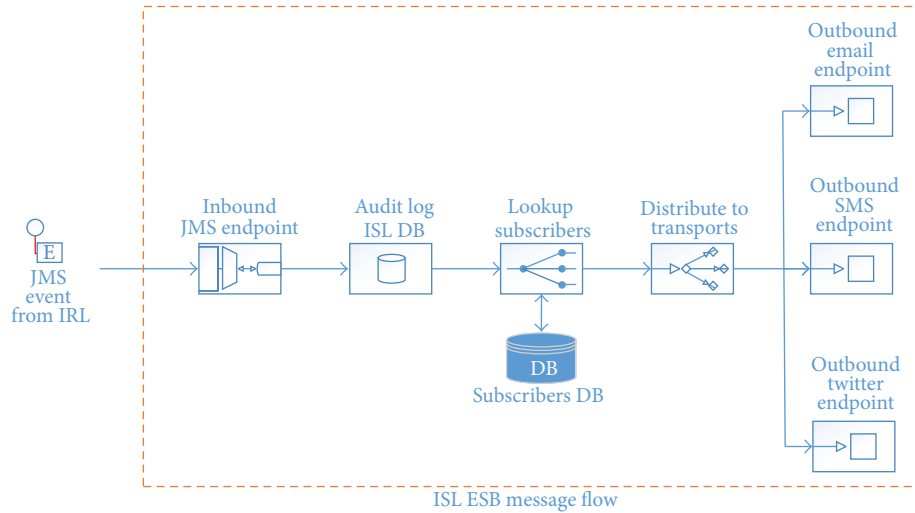 Outbound
email
endpoint
Inbound
JMS endpoint
Audit log
ISL DB
Lookup
subscribers
Distribute to
transports
Outbound
SMS
endpoint
E
JMS
event
from IRL
DB
Subscribers DB
Outbound
twitter
endpoint
ISL ESB message flow